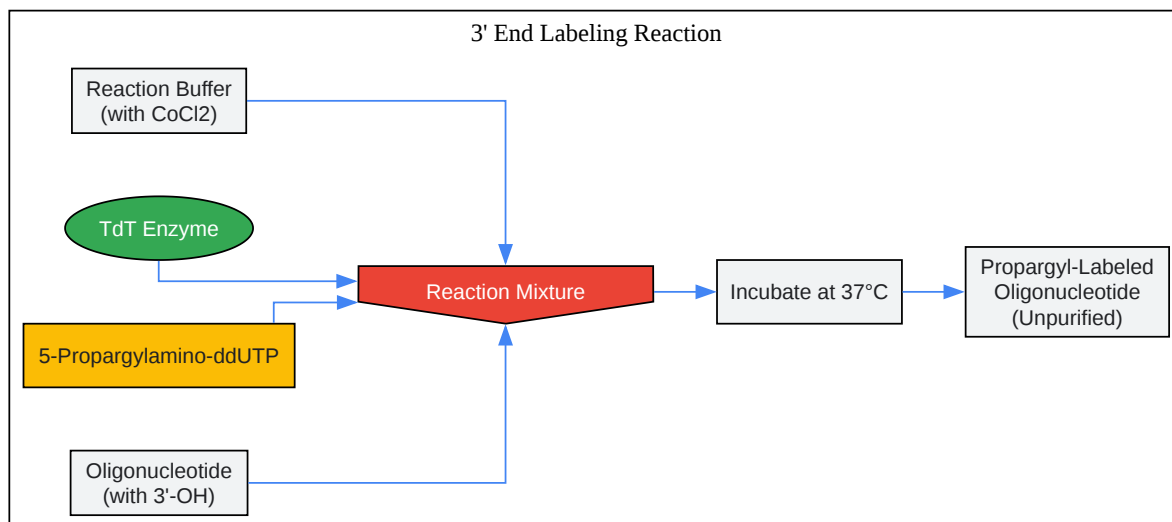 3' End Labeling Reaction
Reaction Buffer
(with CoCl2)
TdT Enzyme
5-Propargylamino-ddUTP
Oligonucleotide
(with 3'-OH)
Reaction Mixture
Incubate at 37°C
Propargyl-Labeled
Oligonucleotide
(Unpurified)